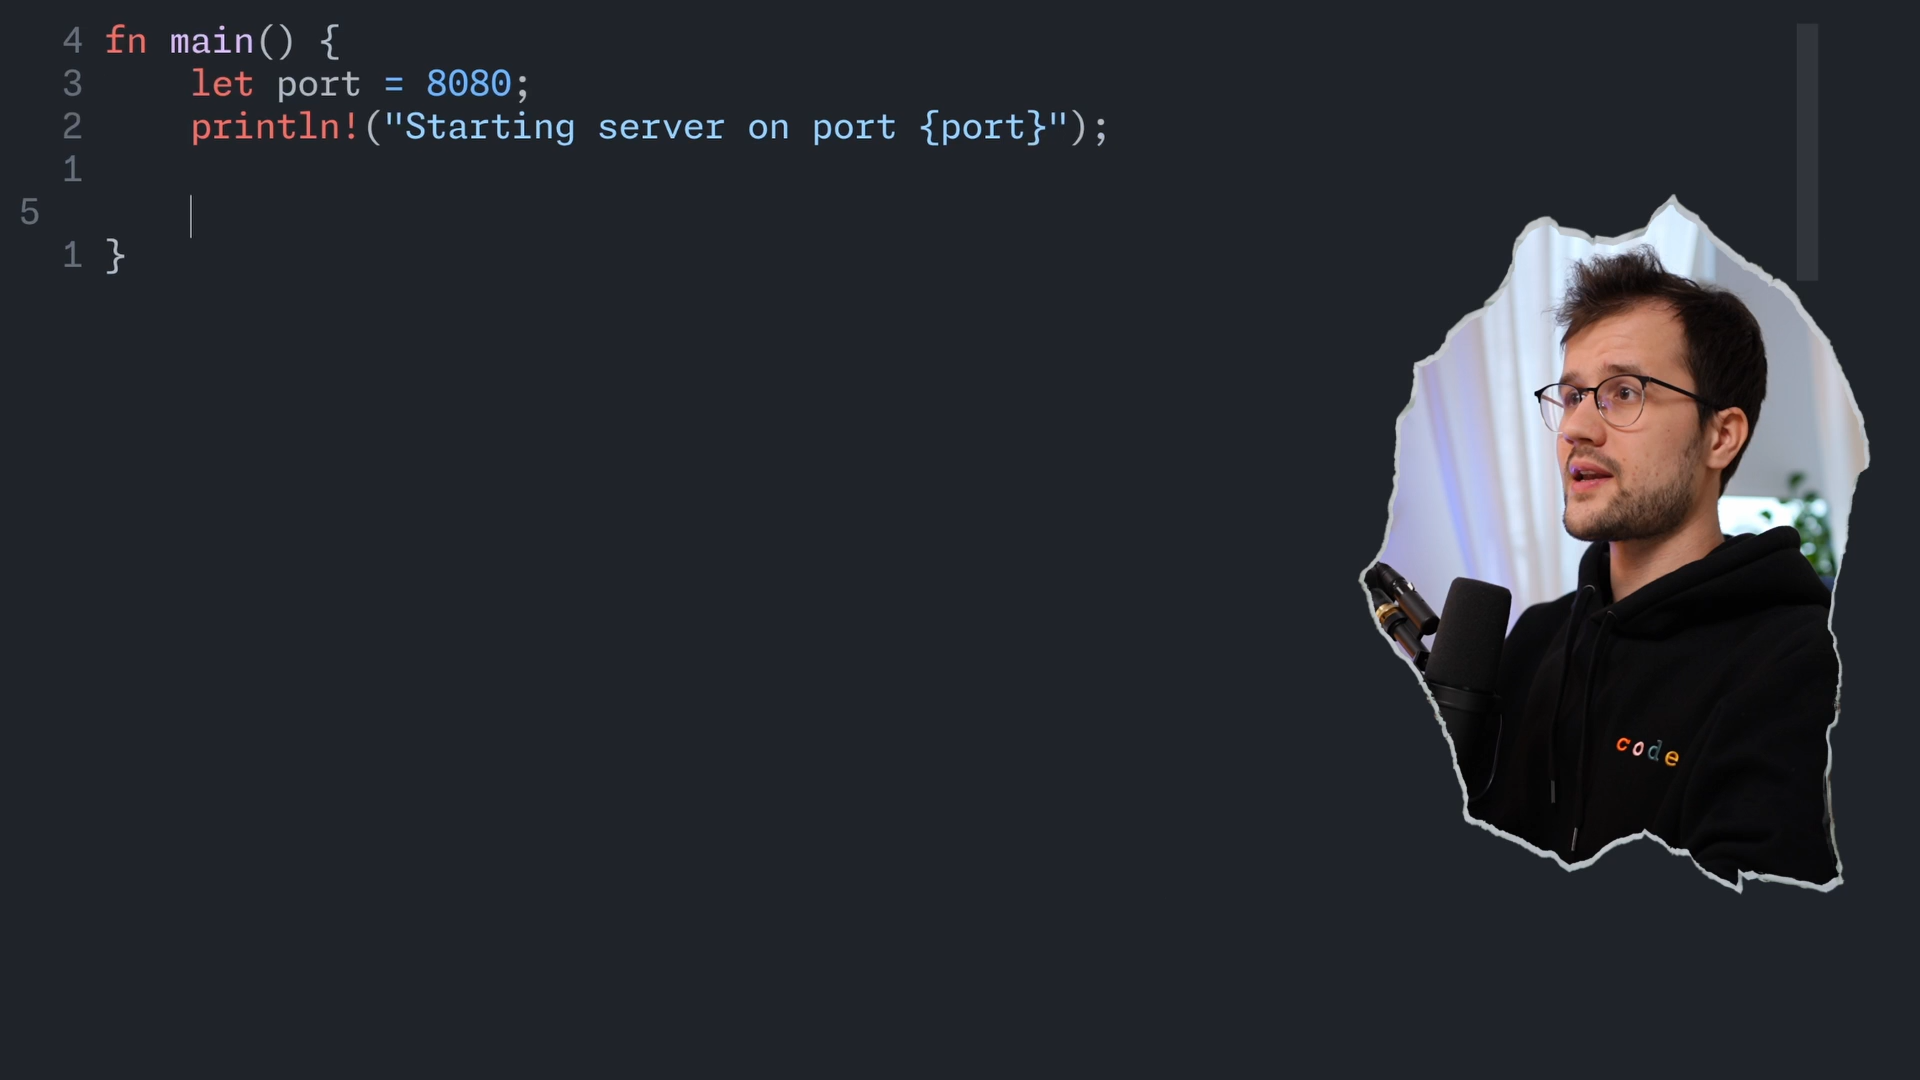 4 fn main() {
3 let port = 8080;
2 println!("Starting server on port {port}");
1
5
1 }
code